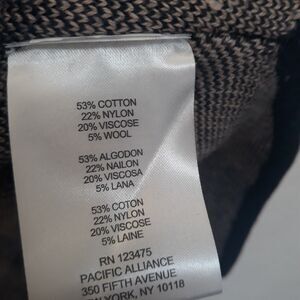 53% COTTON
22% NYLON
20% VISCOSE
5% WOOL
53% ALGODON
22% NAILON
20% VISCOSA
5% LANA
53% COTON
22% NYLON
20% VISCOSE
5% LAINE
RN 123475
PACIFIC ALLIANCE
350 FIFTH AVENUE
NEW YORK, NY 10118